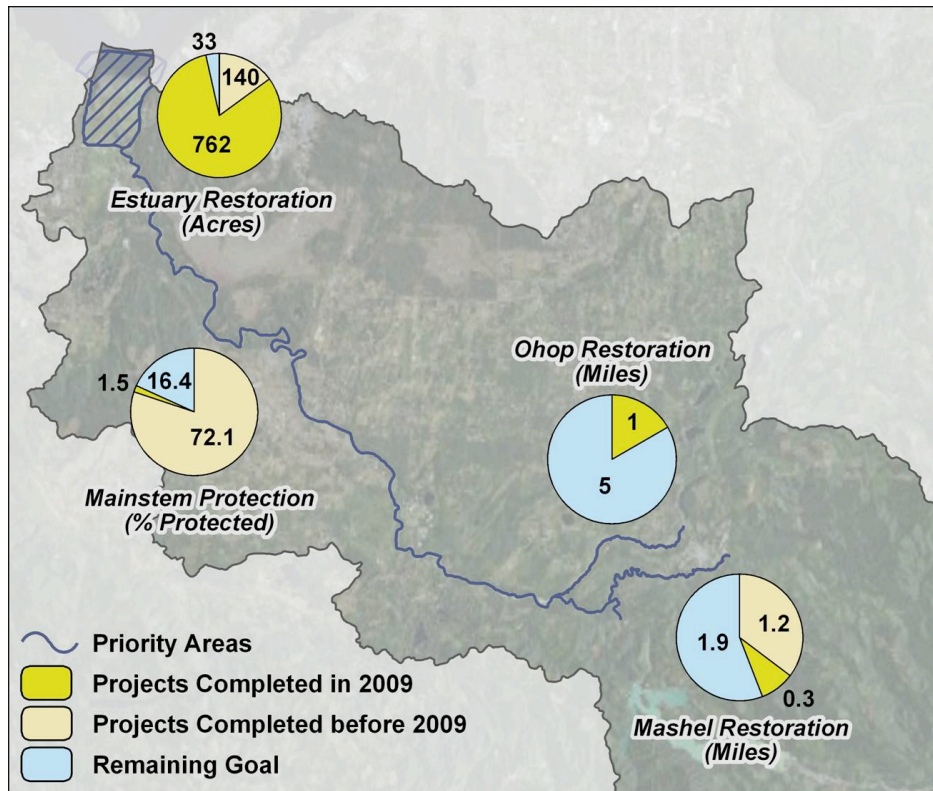 33
140
762
Estuary Restoration
(Acres)
1.5
16.4
72.1
Mainstem Protection
(% Protected)
Ohop Restoration
(Miles)
1
5
1.9
1.2
0.3
Mashel Restoration
(Miles)
Priority Areas
Projects Completed in 2009
Projects Completed before 2009
Remaining Goal